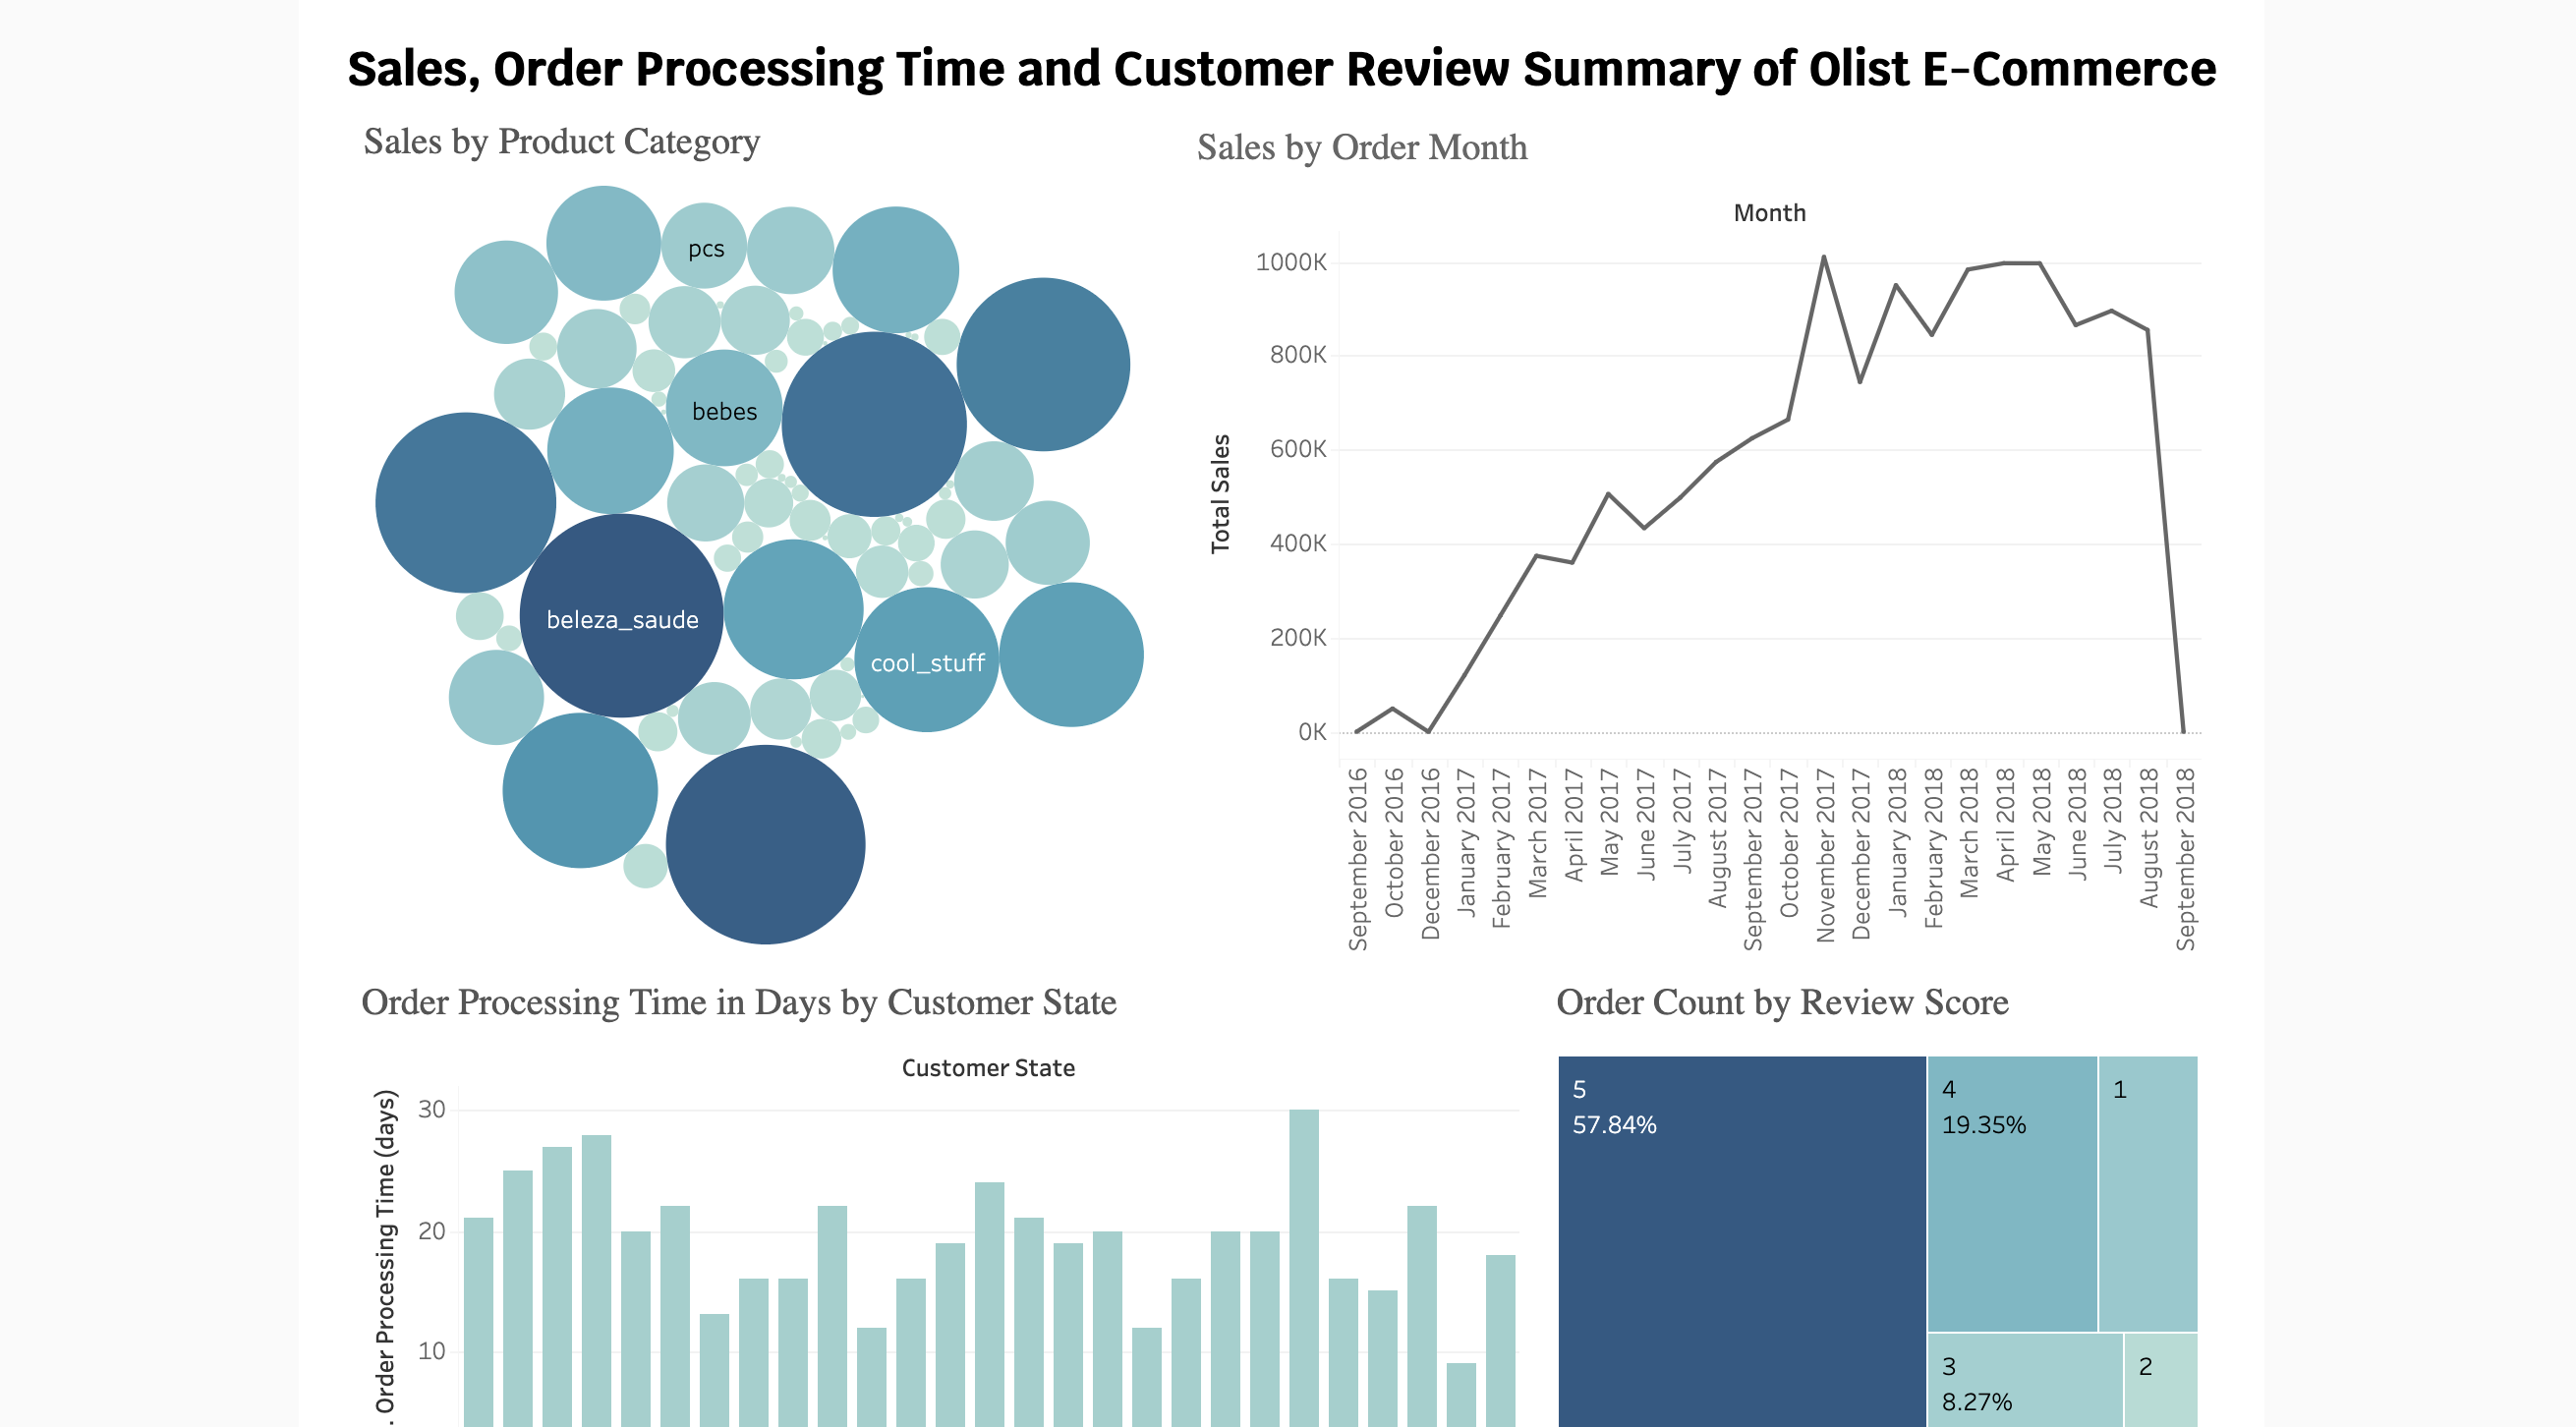 Sales, Order Processing Time and Customer Review Summary of Olist E-Commerce
Sales by Product Category
pcs
bebes
beleza_saude
cool_stuff
Sales by Order Month
Month
Total Sales
1000K
800K
600K
400K
200K
0K
September 2016
October 2016
December 2016
January 2017
February 2017
March 2017
April 2017
May 2017
June 2017
July 2017
August 2017
September 2017
October 2017
November 2017
December 2017
January 2018
February 2018
March 2018
April 2018
May 2018
June 2018
July 2018
August 2018
September 2018
Order Processing Time in Days by Customer State
Customer State
. Order Processing Time (days)
30
20
10
Order Count by Review Score
5
57.84%
4
19.35%
1
3
8.27%
2